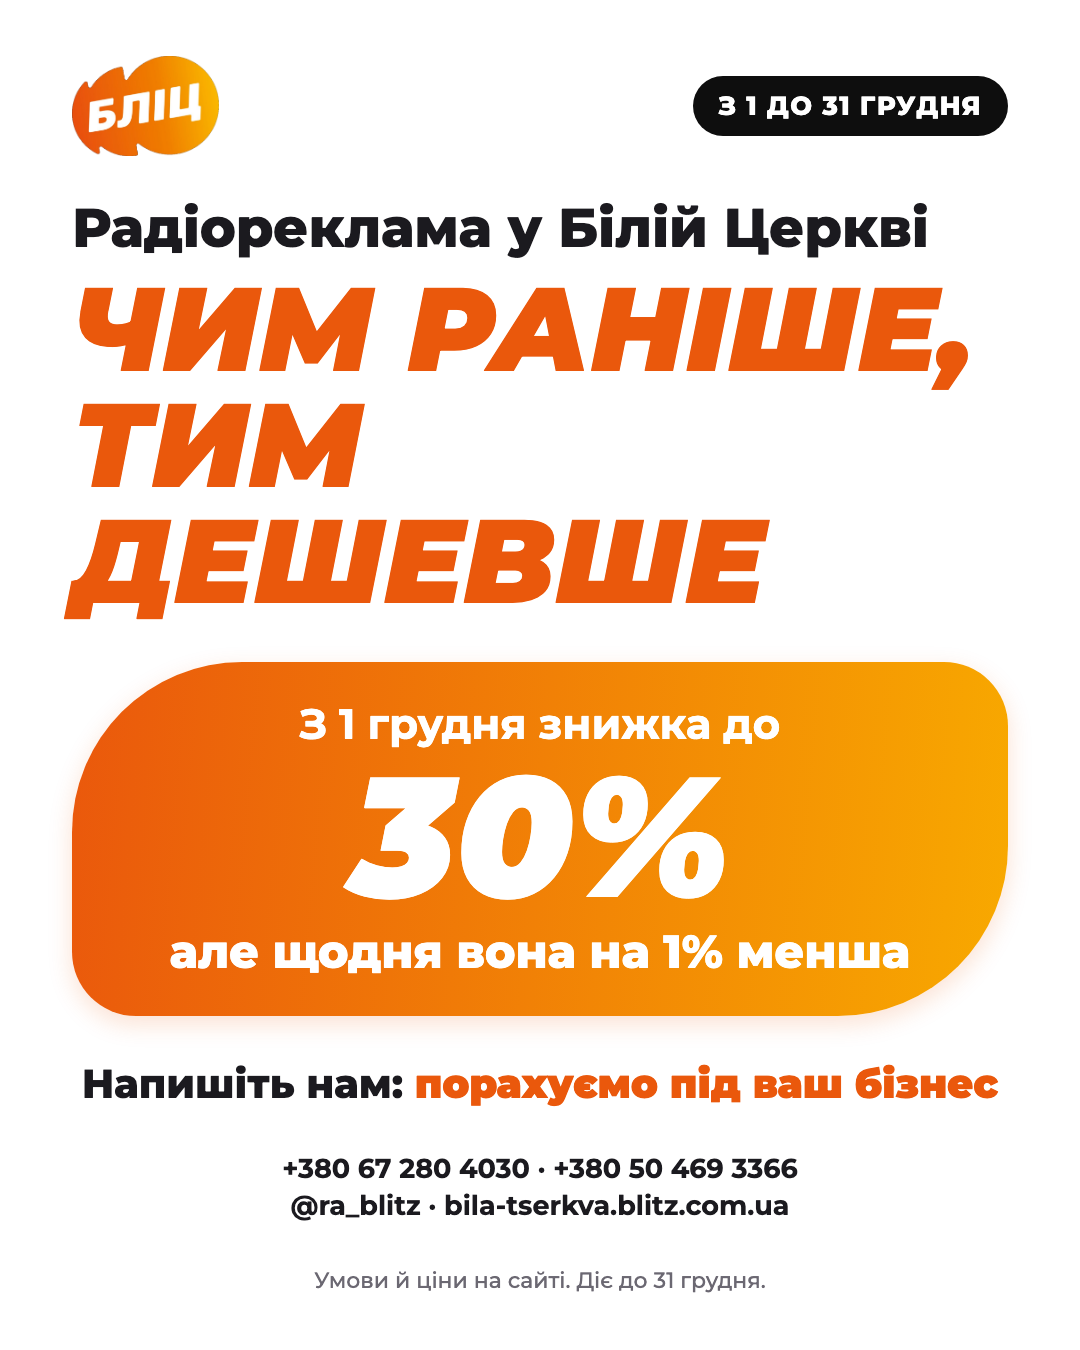 БЛІЦ
З 1 ДО 31 ГРУДНЯ
Радіореклама у Білій Церкві
ЧИМ РАНІШЕ,
ТИМ
ДЕШЕВШЕ
З 1 грудня знижка до
30%
але щодня вона на 1% менша
Напишіть нам: порахуємо під ваш бізнес
+380 67 280 4030 · +380 50 469 3366
@ra_blitz · bila-tserkva.blitz.com.ua
Умови й ціни на сайті. Діє до 31 грудня.